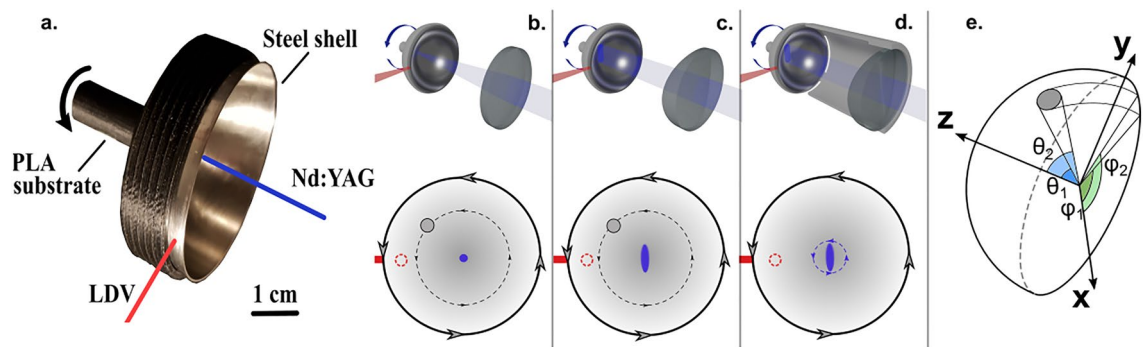 a.
Steel shell
PLA
substrate
Nd:YAG
LDV
1 cm
b.
c.
d.
e.
y
z
θ2
θ1
φ2
φ1
x